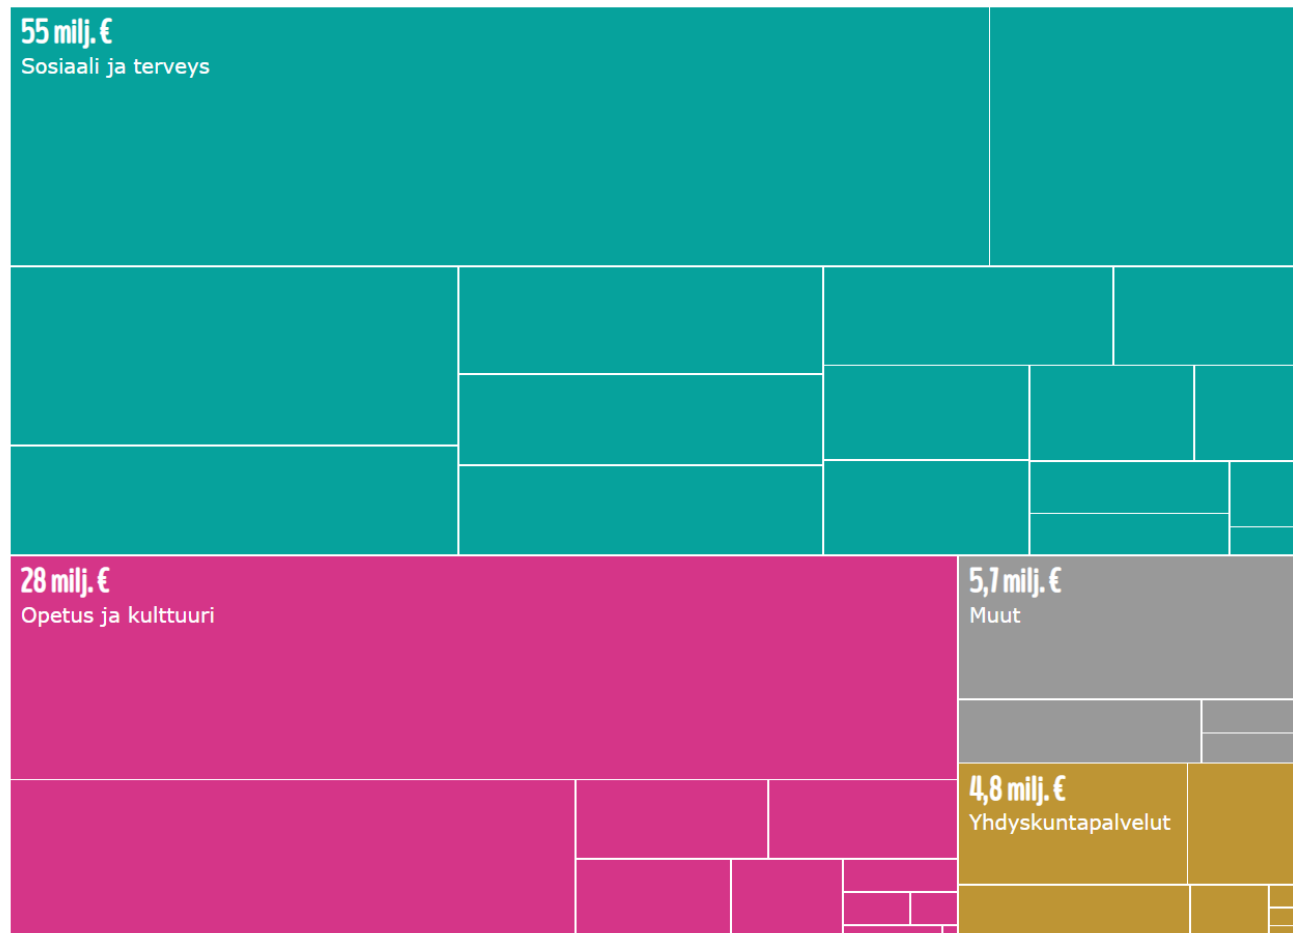 55 milj. €
Sosiaali ja terveys
28 milj. €
Opetus ja kulttuuri
5,7 milj. €
Muut
4,8 milj. €
Yhdyskuntapalvelut